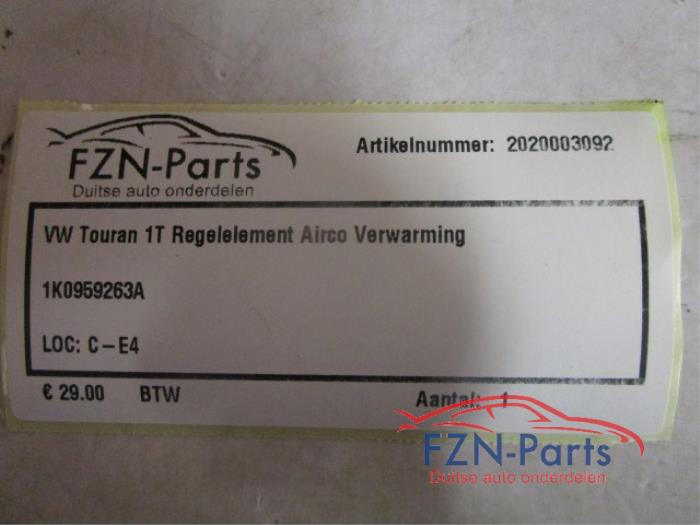 FZN-Parts
Duitse auto onderdelen
Artikelnummer: 2020003092
VW Touran 1T Regelelement Airco Verwarming
1K0959263A
LOC: C-E4
€ 29.00 BTW
Aantal: 1
FZN-Parts
Duitse auto onderdelen